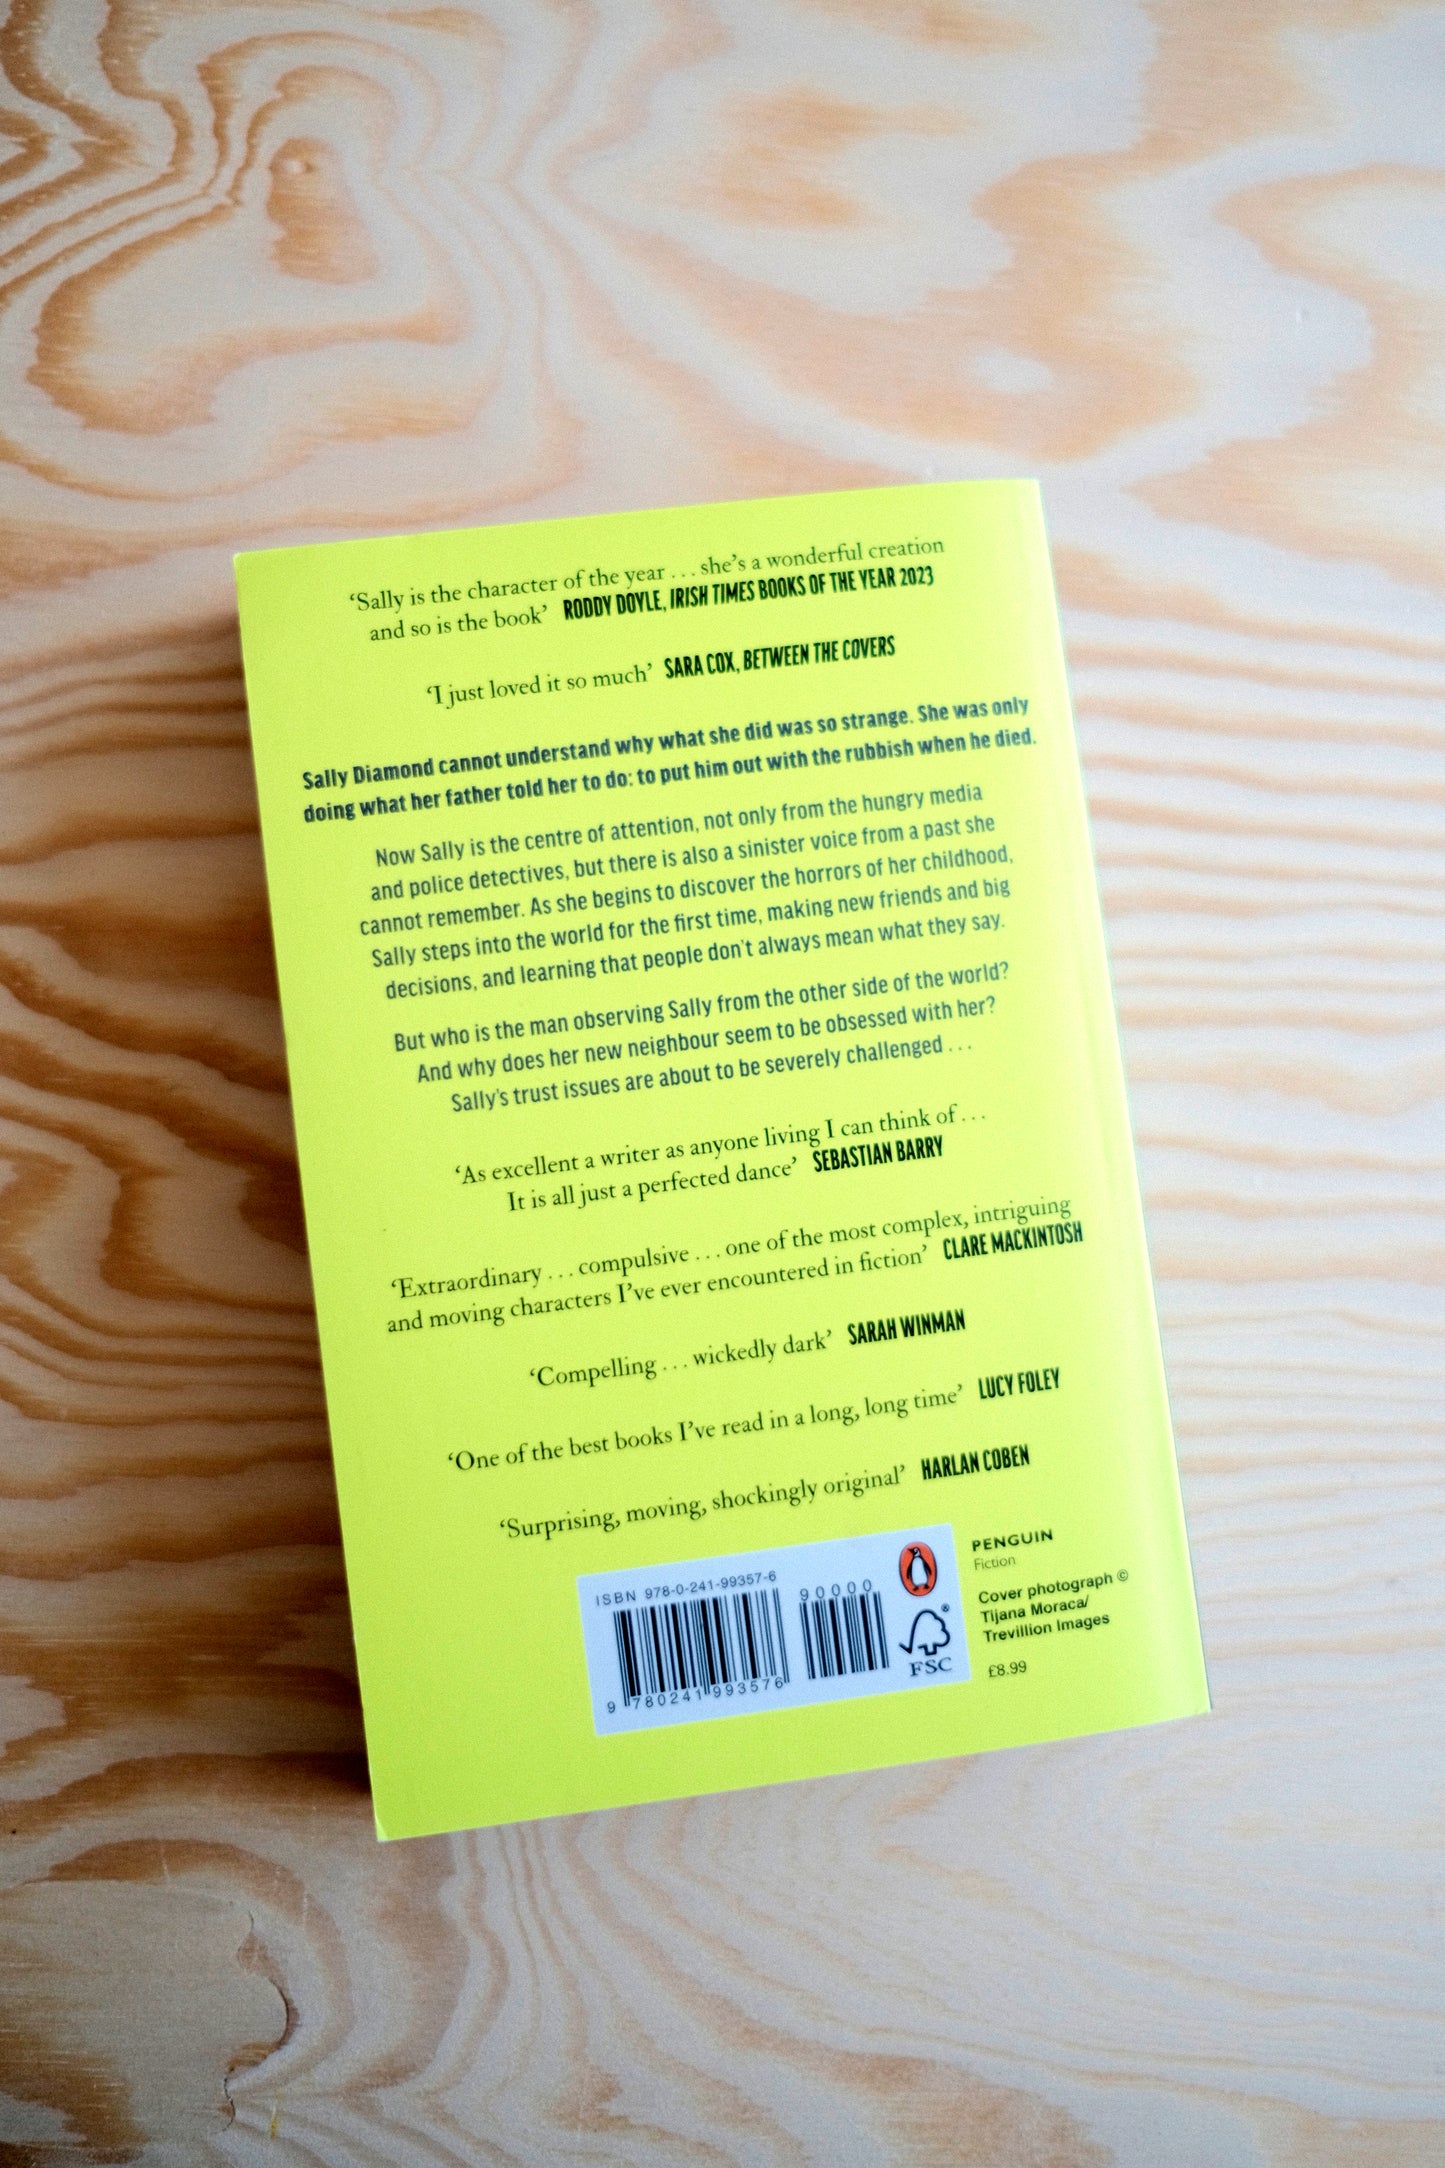 ‘Sally is the character of the year . . . she’s a wonderful creation
and so is the book’ RODDY DOYLE, IRISH TIMES BOOKS OF THE YEAR 2023
‘I just loved it so much’ SARA COX, BETWEEN THE COVERS
Sally Diamond cannot understand why what she did was so strange. She was only
doing what her father told her to do: to put him out with the rubbish when he died.
Now Sally is the centre of attention, not only from the hungry media
and police detectives, but there is also a sinister voice from a past she
cannot remember. As she begins to discover the horrors of her childhood,
Sally steps into the world for the first time, making new friends and big
decisions, and learning that people don’t always mean what they say.
But who is the man observing Sally from the other side of the world?
And why does her new neighbour seem to be obsessed with her?
Sally’s trust issues are about to be severely challenged . . .
‘As excellent a writer as anyone living I can think of . . .
It is all just a perfected dance’ SEBASTIAN BARRY
‘Extraordinary . . . compulsive . . . one of the most complex, intriguing
and moving characters I’ve ever encountered in fiction’ CLARE MACKINTOSH
‘Compelling . . . wickedly dark’ SARAH WINMAN
‘One of the best books I’ve read in a long, long time’ LUCY FOLEY
‘Surprising, moving, shockingly original’ HARLAN COBEN
ISBN 978-0-241-99357-6
90000
9 780241 993576
FSC®
PENGUIN
Fiction
Cover photograph ©
Tijana Moraca/
Trevillion Images
£8.99